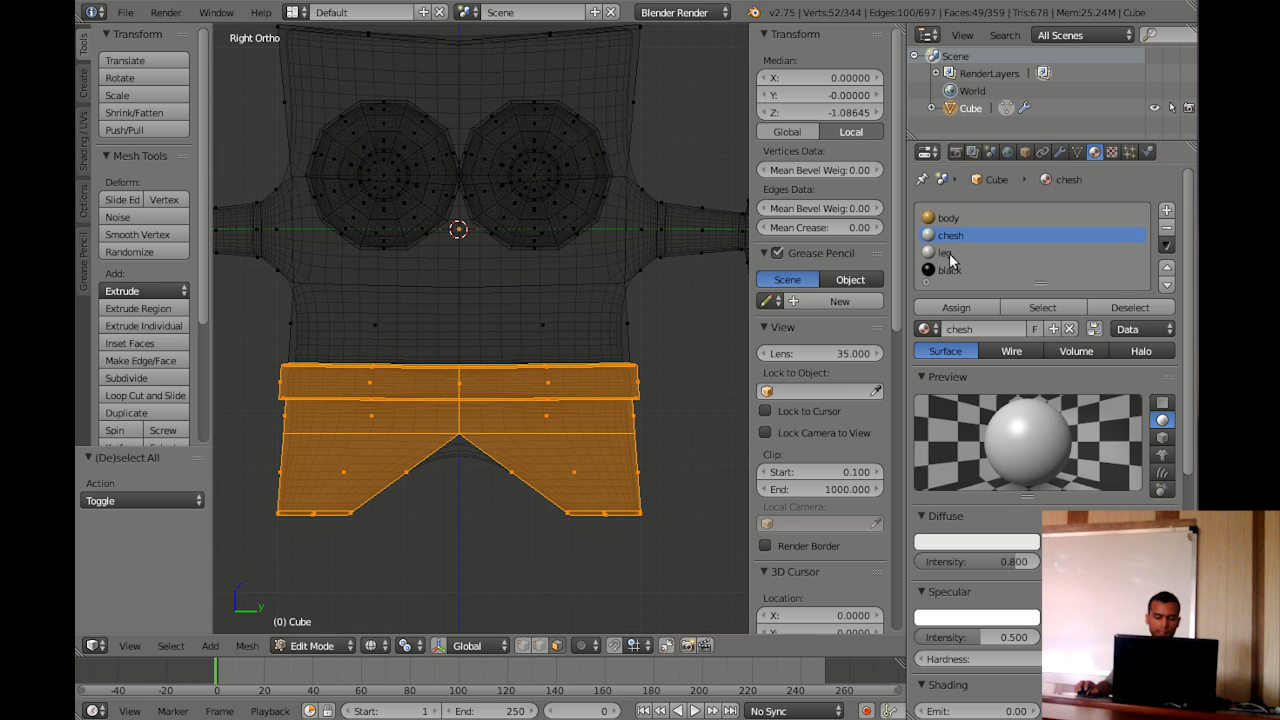 File Render Window Help Default Scene Blender Render v2.75 | Verts:52/344 | Edges:100/697 | Faces:49/359 | Tris:678 | Mem:25.24M | Cube
Tools
Create
Shading / UVs
Options
Grease Pencil
Transform
Translate
Rotate
Scale
Shrink/Fatten
Push/Pull
Mesh Tools
Deform:
Slide Ed Vertex
Noise
Smooth Vertex
Randomize
Add:
Extrude
Extrude Region
Extrude Individual
Inset Faces
Make Edge/Face
Subdivide
Loop Cut and Slide
Duplicate
Spin Screw
(De)select All
Action
Toggle
Right Ortho
z
y
(0) Cube
Transform
Median:
X: 0.00000
Y: -0.00000
Z: -1.08645
Global Local
Vertices Data:
Mean Bevel Weig:0.00
Edges Data:
Mean Bevel Weig:0.00
Mean Crease: 0.00
Grease Pencil
Scene Object
New
View
Lens: 35.000
Lock to Object:
Lock to Cursor
Lock Camera to View
Clip:
Start: 0.100
End: 1000.000
Local Camera:
Render Border
3D Cursor
Location:
X: 0.0000
View Search All Scenes
Scene
RenderLayers
World
Cube
Cube chesh
body
chesh
leg
black
Assign Select Deselect
chesh F Data
Surface Wire Volume Halo
Preview
Diffuse
Intensity: 0.800
Specular
Intensity: 0.500
Hardness:
Shading
Emit: 0.00
View Select Add Mesh Edit Mode Global
-40 -20 0 20 40 60 80 100 120 140 160 180 200 220 240 260
View Marker Frame Playback Start: 1 End: 250 0 No Sync